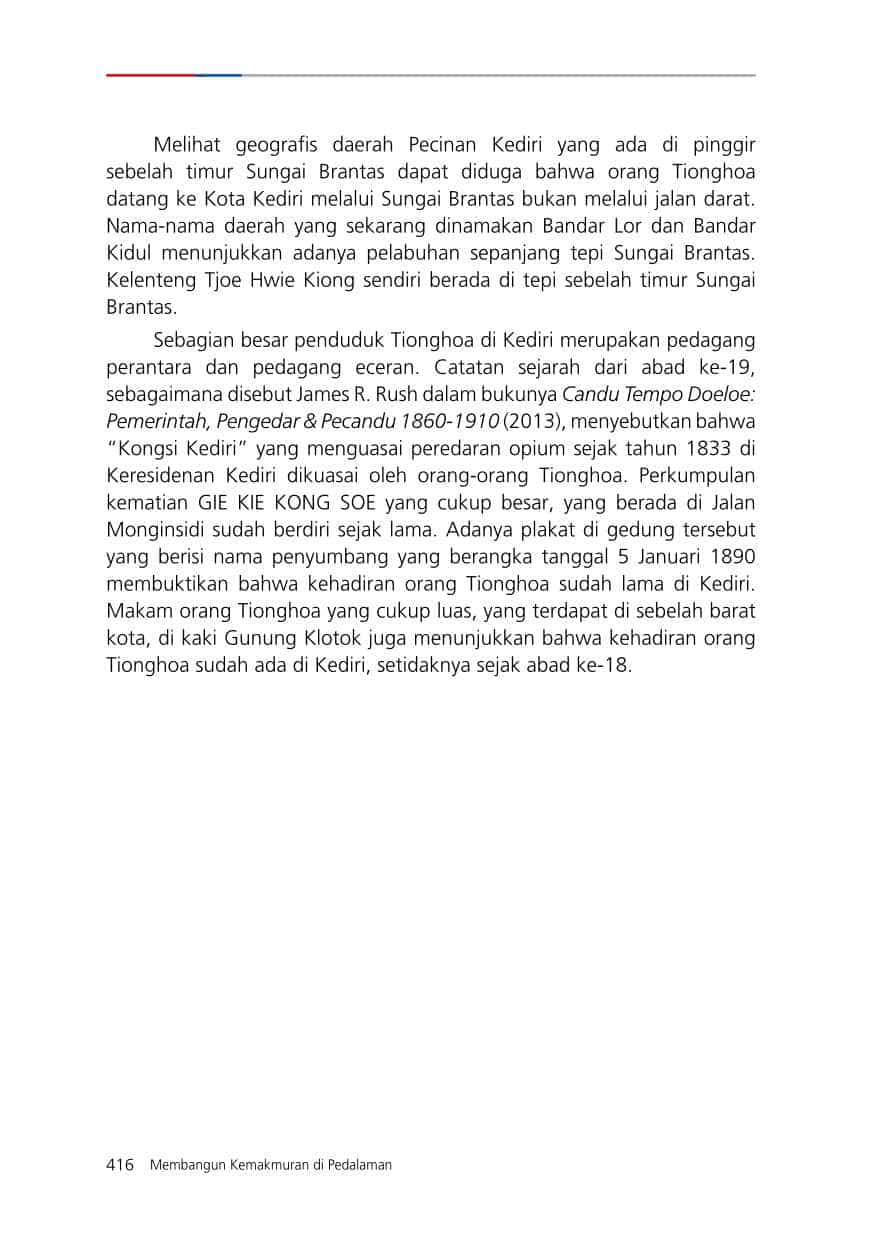 Melihat geografis daerah Pecinan Kediri yang ada di pinggir
sebelah timur Sungai Brantas dapat diduga bahwa orang Tionghoa
datang ke Kota Kediri melalui Sungai Brantas bukan melalui jalan darat.
Nama-nama daerah yang sekarang dinamakan Bandar Lor dan Bandar
Kidul menunjukkan adanya pelabuhan sepanjang tepi Sungai Brantas.
Kelenteng Tjoe Hwie Kiong sendiri berada di tepi sebelah timur Sungai
Brantas.
Sebagian besar penduduk Tionghoa di Kediri merupakan pedagang
perantara dan pedagang eceran. Catatan sejarah dari abad ke-19,
sebagaimana disebut James R. Rush dalam bukunya Candu Tempo Doeloe:
Pemerintah, Pengedar & Pecandu 1860-1910 (2013), menyebutkan bahwa
“Kongsi Kediri” yang menguasai peredaran opium sejak tahun 1833 di
Keresidenan Kediri dikuasai oleh orang-orang Tionghoa. Perkumpulan
kematian GIE KIE KONG SOE yang cukup besar, yang berada di Jalan
Monginsidi sudah berdiri sejak lama. Adanya plakat di gedung tersebut
yang berisi nama penyumbang yang berangka tanggal 5 Januari 1890
membuktikan bahwa kehadiran orang Tionghoa sudah lama di Kediri.
Makam orang Tionghoa yang cukup luas, yang terdapat di sebelah barat
kota, di kaki Gunung Klotok juga menunjukkan bahwa kehadiran orang
Tionghoa sudah ada di Kediri, setidaknya sejak abad ke-18.
416 Membangun Kemakmuran di Pedalaman